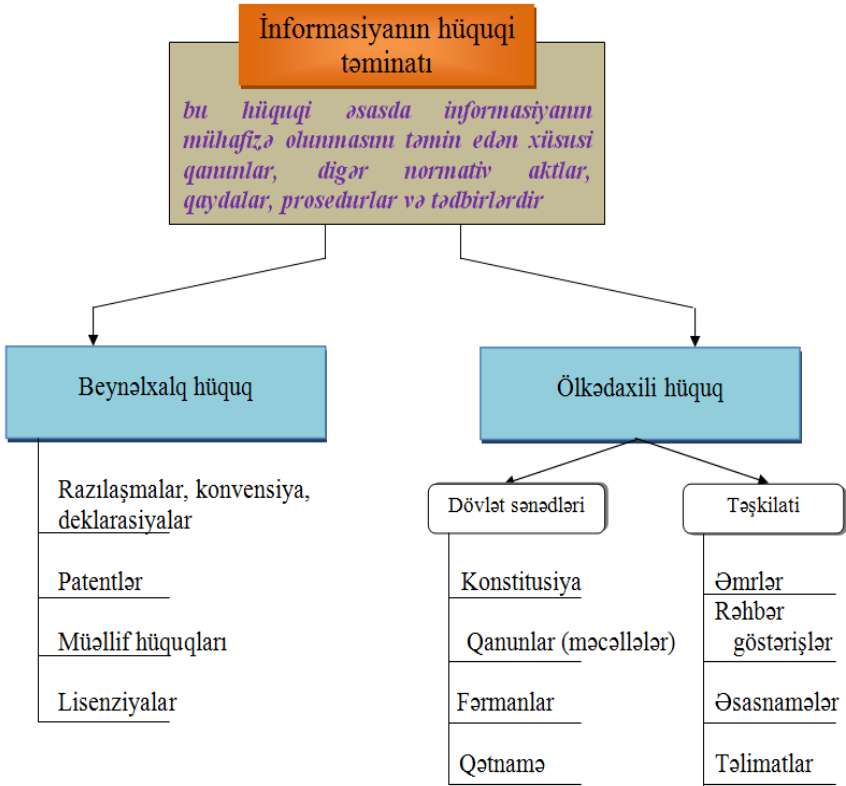 İnformasiyanın hüquqi
təminatı
bu hüquqi əsasda informasiyanın
mühafizə olunmasını təmin edən xüsusi
qanunlar, digər normativ aktlar,
qaydalar, prosedurlar və tədbirlərdir
Beynəlxalq hüquq
Razılaşmalar, konvensiya,
deklarasiyalar
Patentlər
Müəllif hüquqları
Lisenziyalar
Ölkədaxili hüquq
Dövlət sənədləri
Konstitusiya
Qanunlar (məcəllələr)
Fərmanlar
Qətnamə
Təşkilati
Əmrlər
Rəhbər
göstərişlər
Əsasnamələr
Təlimatlar